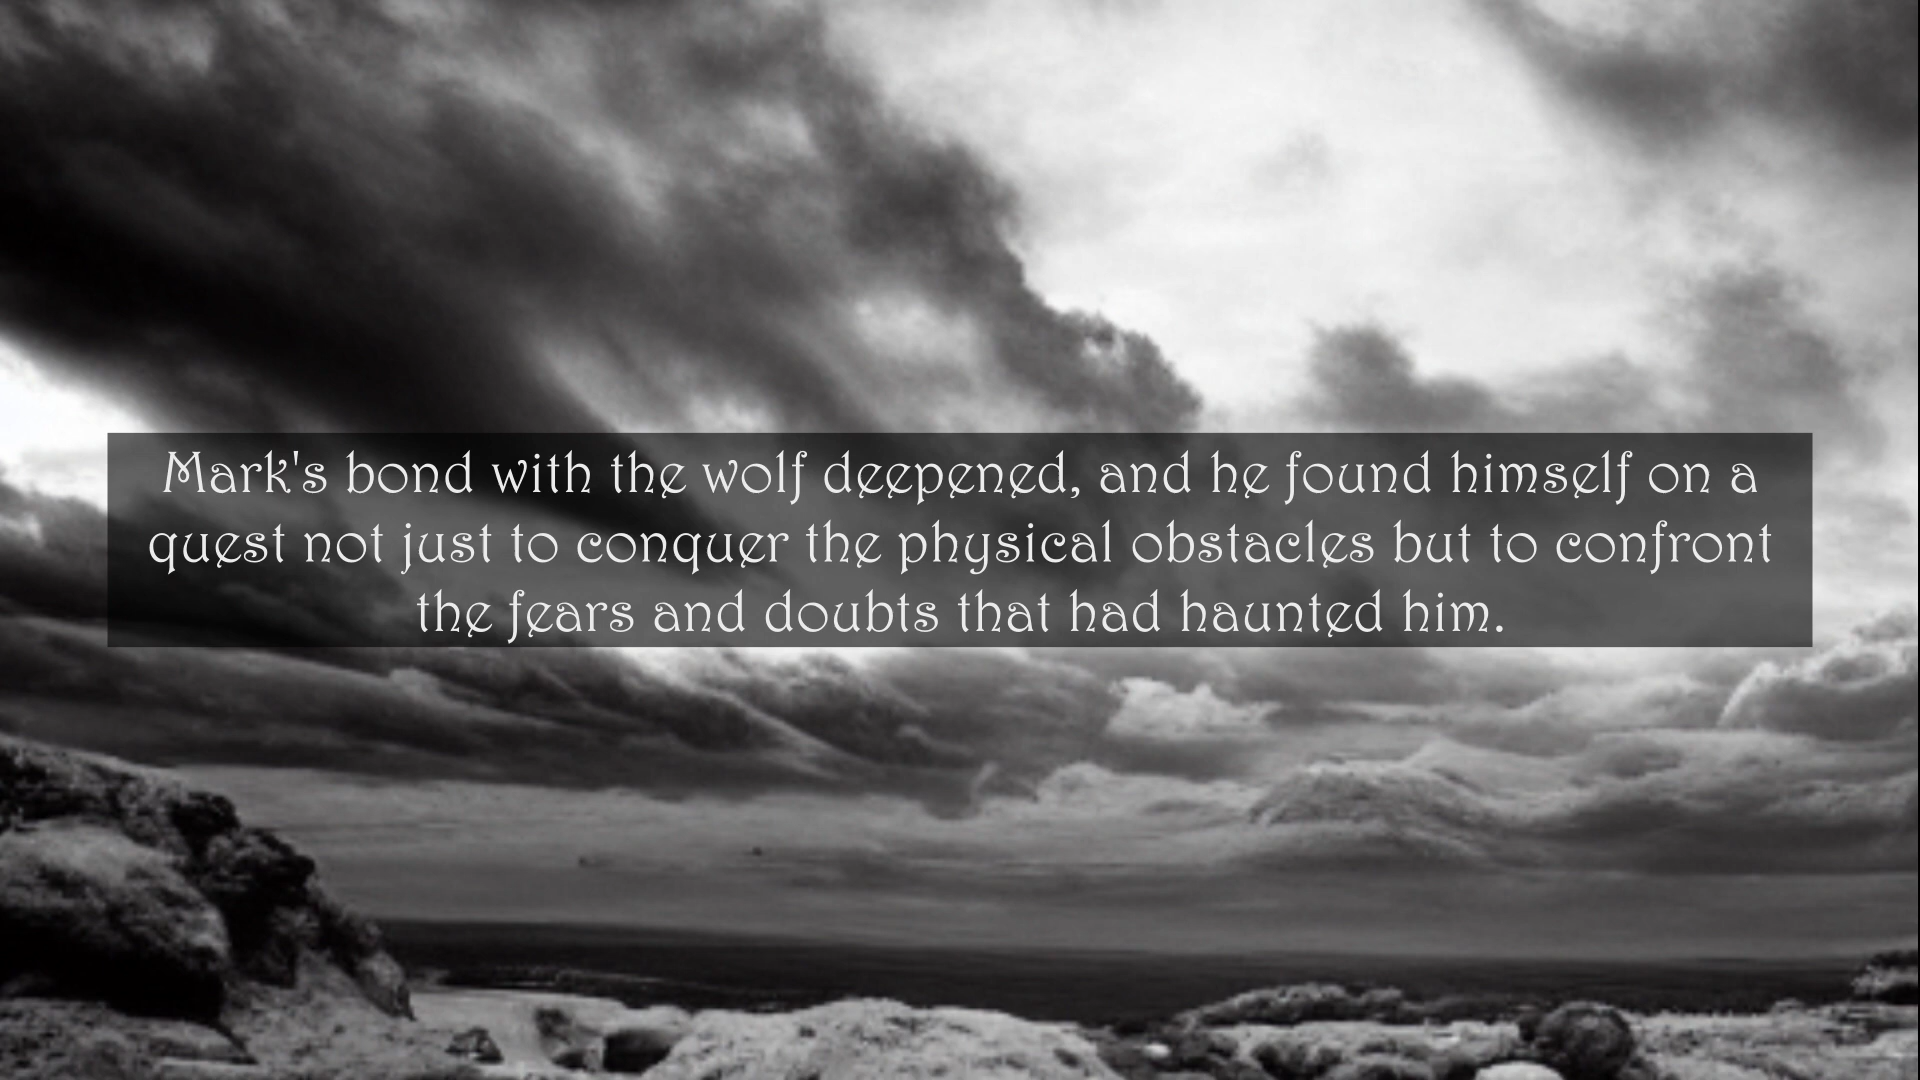 Mark's bond with the wolf deepened, and he found himself on a
quest not just to conquer the physical obstacles but to confront
the fears and doubts that had haunted him.